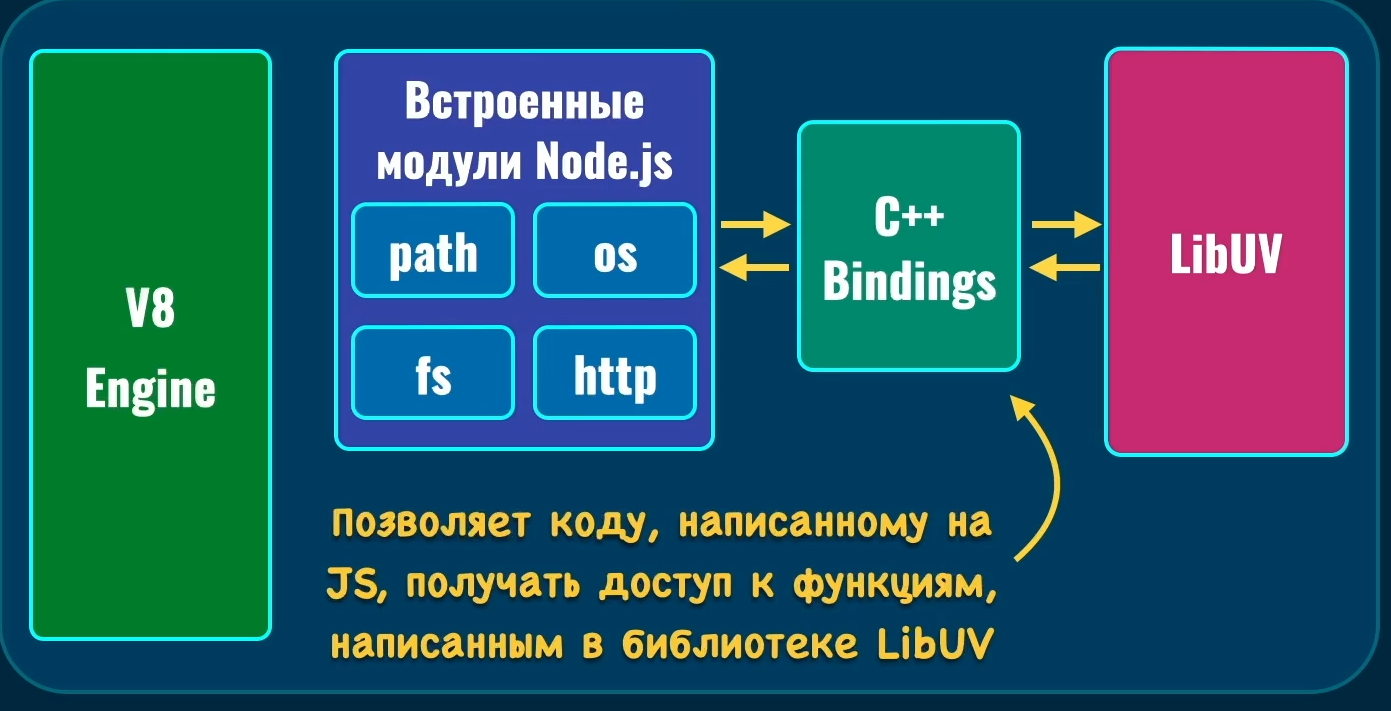 V8
Engine
Встроенные
модули Node.js
path
os
fs
http
C++
Bindings
LibUV
Позволяет коду, написанному на
JS, получать доступ к функциям,
написанным в библиотеке LibUV